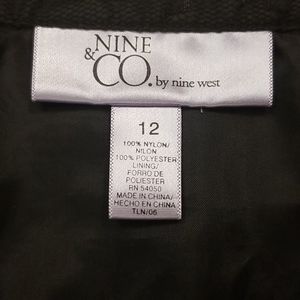 NINE
& CO. by nine west
12
100% NYLON/
NILON
100% POLYESTER
LINING/
FORRO DE
POLIESTER
RN 54050
MADE IN CHINA/
HECHO EN CHINA
TLN/06